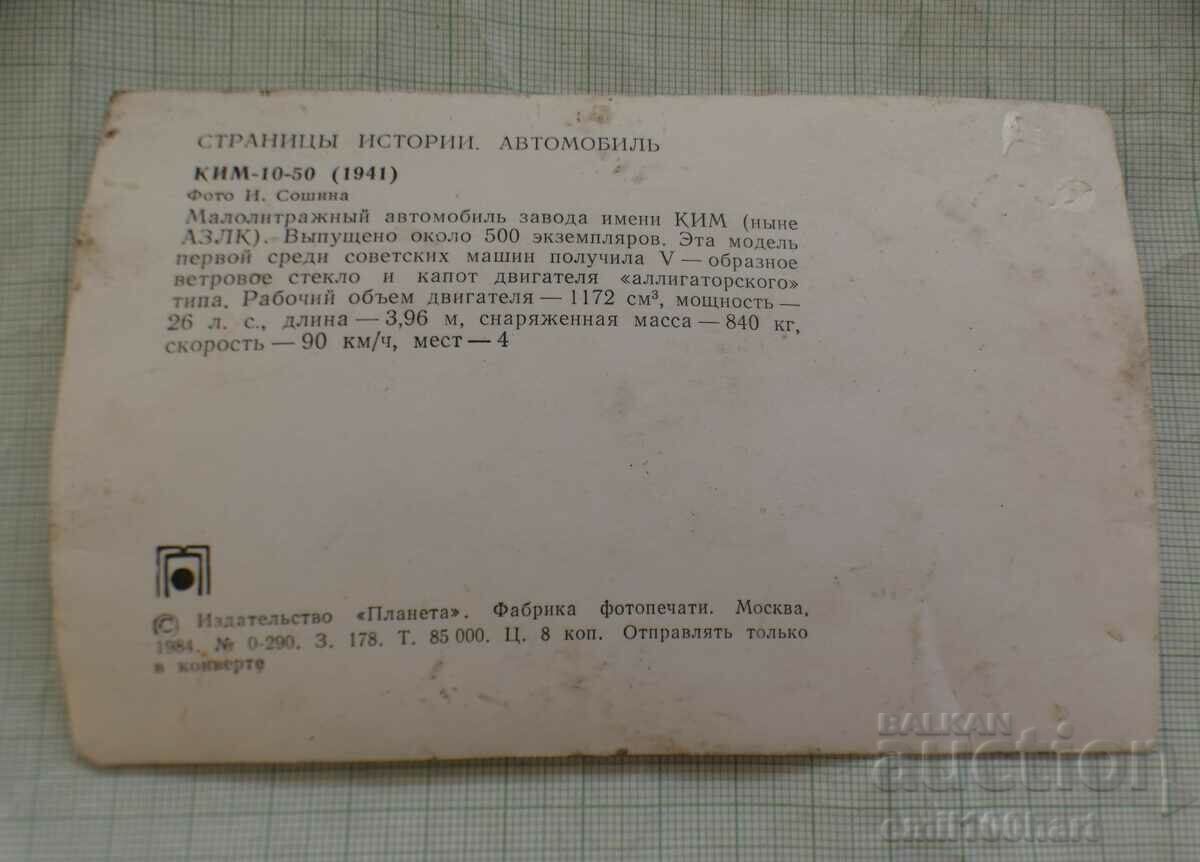 СТРАНИЦЫ ИСТОРИИ. АВТОМОБИЛЬ
КИМ-10-50 (1941)
Фото И. Сошина
Малолитражный автомобиль завода имени КИМ (ныне
АЗЛК). Выпущено около 500 экземпляров. Эта модель
первой среди советских машин получила V — образное
ветровое стекло и капот двигателя «аллигаторского»
типа. Рабочий объем двигателя — 1172 см³, мощность —
26 л. с., длина — 3,96 м, снаряженная масса — 840 кг,
скорость — 90 км/ч, мест — 4
© Издательство «Планета». Фабрика фотопечати. Москва.
1984. № 0-290. З. 178. Т. 85 000. Ц. 8 коп. Отправлять только
в конверте
BALKAN
auction
emil100hart